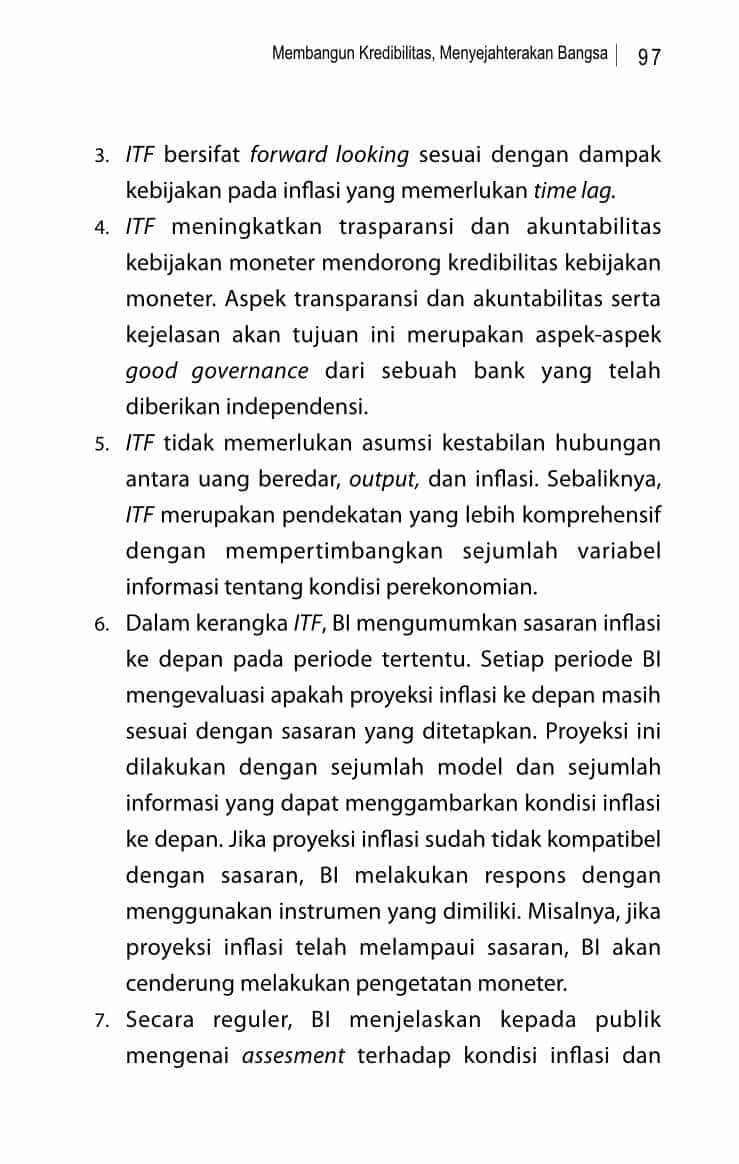 Membangun Kredibilitas, Menyejahterakan Bangsa | 97
3. ITF bersifat forward looking sesuai dengan dampak
kebijakan pada inflasi yang memerlukan time lag.
4. ITF meningkatkan trasparansi dan akuntabilitas
kebijakan moneter mendorong kredibilitas kebijakan
moneter. Aspek transparansi dan akuntabilitas serta
kejelasan akan tujuan ini merupakan aspek-aspek
good governance dari sebuah bank yang telah
diberikan independensi.
5. ITF tidak memerlukan asumsi kestabilan hubungan
antara uang beredar, output, dan inflasi. Sebaliknya,
ITF merupakan pendekatan yang lebih komprehensif
dengan mempertimbangkan sejumlah variabel
informasi tentang kondisi perekonomian.
6. Dalam kerangka ITF, BI mengumumkan sasaran inflasi
ke depan pada periode tertentu. Setiap periode BI
mengevaluasi apakah proyeksi inflasi ke depan masih
sesuai dengan sasaran yang ditetapkan. Proyeksi ini
dilakukan dengan sejumlah model dan sejumlah
informasi yang dapat menggambarkan kondisi inflasi
ke depan. Jika proyeksi inflasi sudah tidak kompatibel
dengan sasaran, BI melakukan respons dengan
menggunakan instrumen yang dimiliki. Misalnya, jika
proyeksi inflasi telah melampaui sasaran, BI akan
cenderung melakukan pengetatan moneter.
7. Secara reguler, BI menjelaskan kepada publik
mengenai assesment terhadap kondisi inflasi dan